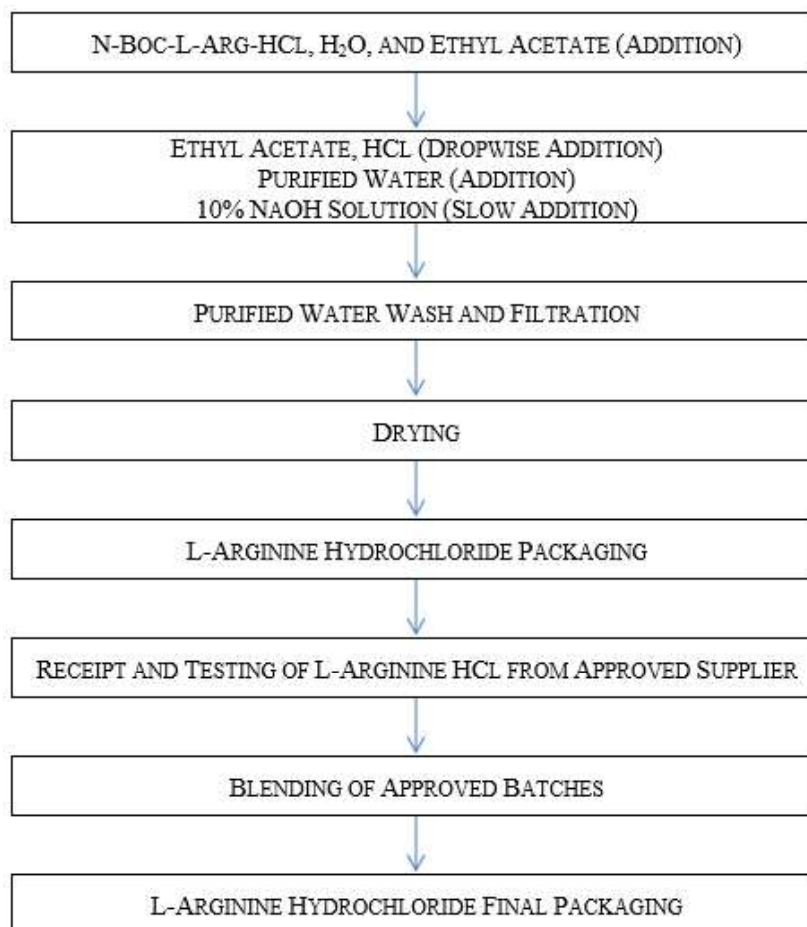 N-BOC-L-ARG-HCL, H₂O, AND ETHYL ACETATE (ADDITION)
ETHYL ACETATE, HCL (DROPWISE ADDITION)
PURIFIED WATER (ADDITION)
10% NAOH SOLUTION (SLOW ADDITION)
PURIFIED WATER WASH AND FILTRATION
DRYING
L-ARGININE HYDROCHLORIDE PACKAGING
RECEIPT AND TESTING OF L-ARGININE HCl FROM APPROVED SUPPLIER
BLENDING OF APPROVED BATCHES
L-ARGININE HYDROCHLORIDE FINAL PACKAGING